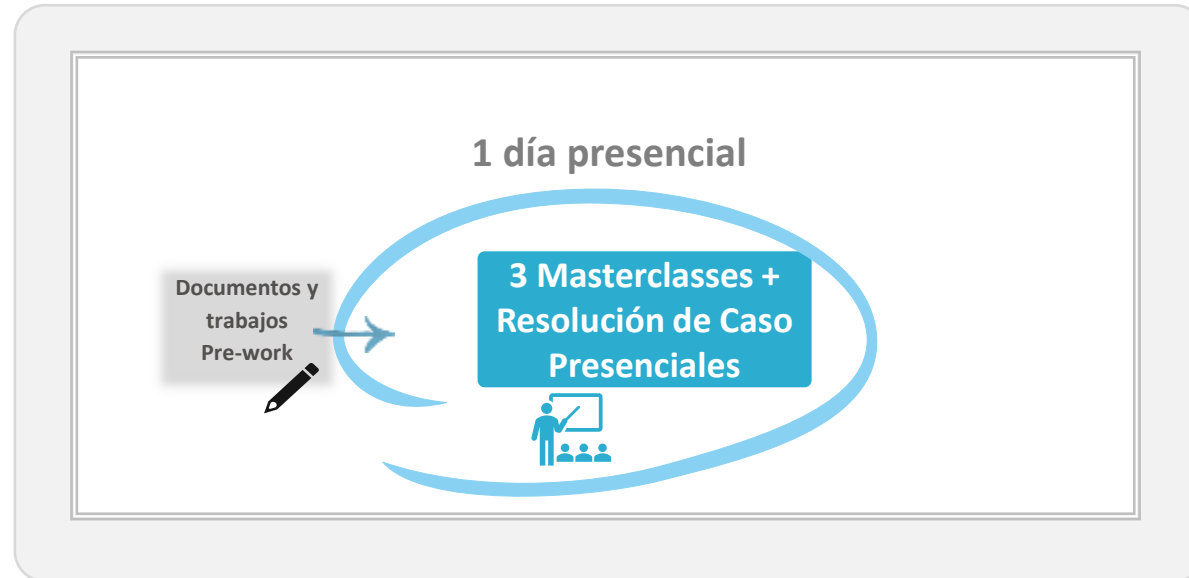 1 día presencial
Documentos y
trabajos
Pre-work
3 Masterclasses +
Resolución de Caso
Presenciales